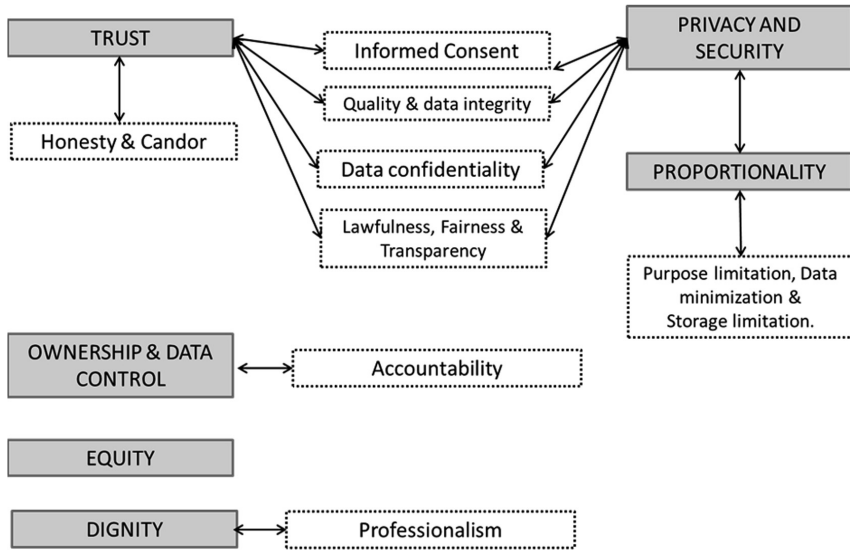 TRUST
Honesty & Candor
Informed Consent
Quality & data integrity
Data confidentiality
Lawfulness, Fairness &
Transparency
PRIVACY AND
SECURITY
PROPORTIONALITY
Purpose limitation, Data
minimization &
Storage limitation.
OWNERSHIP & DATA
CONTROL
Accountability
EQUITY
DIGNITY
Professionalism